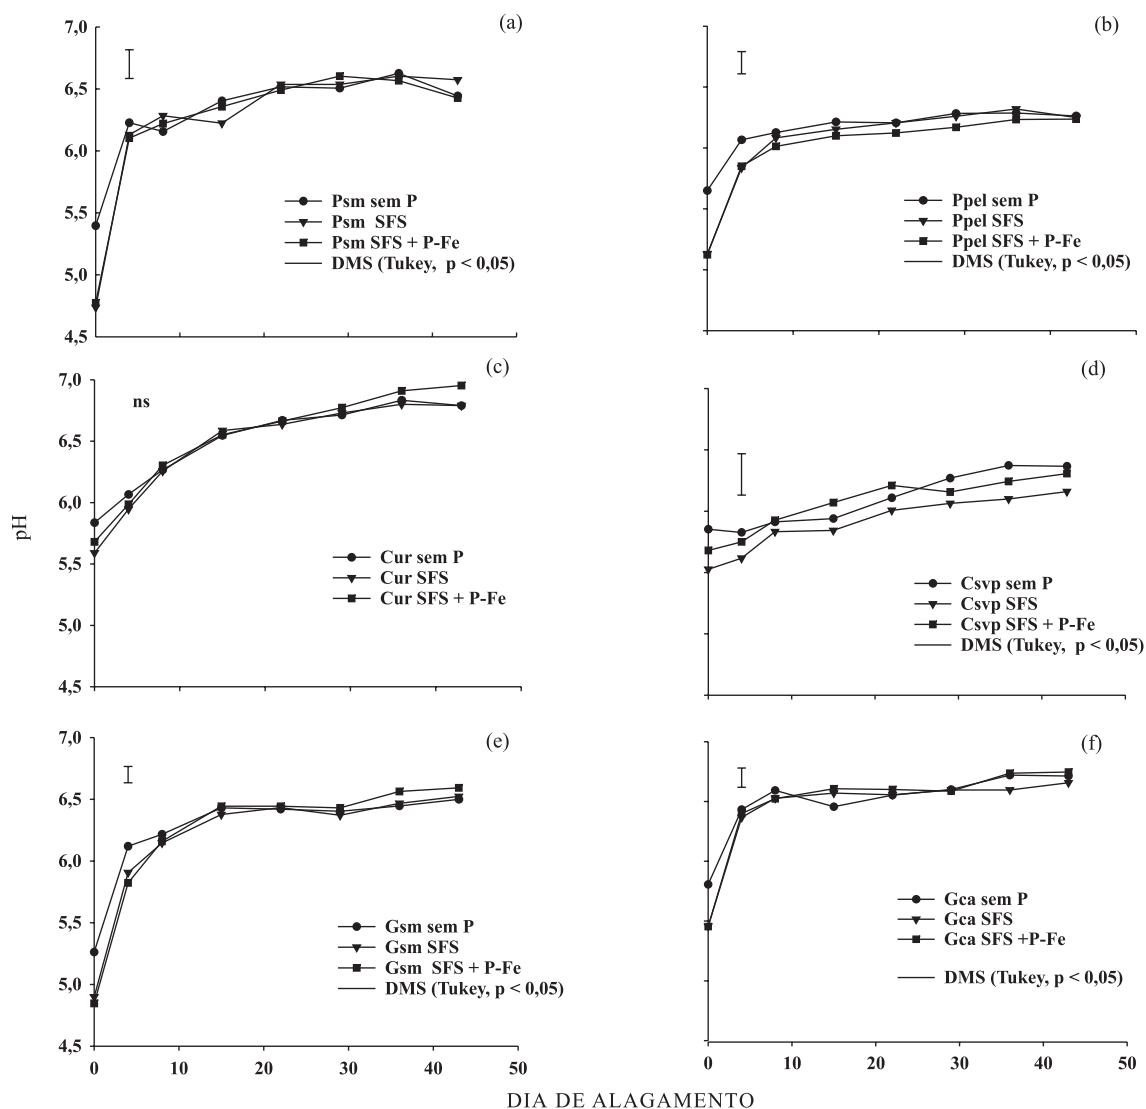 (a)
7,0
6,5
6,0
5,5
5,0
4,5
Psm sem P
Psm SFS
Psm SFS + P-Fe
DMS (Tukey, p < 0,05)
(b)
Ppel sem P
Ppel SFS
Ppel SFS + P-Fe
DMS (Tukey, p < 0,05)
(c)
7,0
6,5
6,0
5,5
5,0
4,5
ns
Cur sem P
Cur SFS
Cur SFS + P-Fe
pH
(d)
Csvp sem P
Csvp SFS
Csvp SFS + P-Fe
DMS (Tukey, p < 0,05)
(e)
7,0
6,5
6,0
5,5
5,0
4,5
Gsm sem P
Gsm SFS
Gsm SFS + P-Fe
DMS (Tukey, p < 0,05)
0 10 20 30 40 50
(f)
Gca sem P
Gca SFS
Gca SFS +P-Fe
DMS (Tukey, p < 0,05)
0 10 20 30 40 50
DIA DE ALAGAMENTO